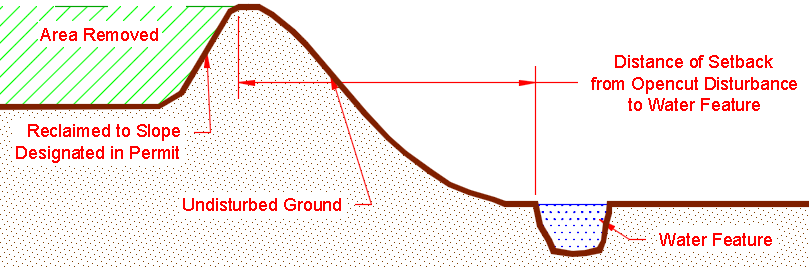 Area Removed
Distance of Setback
from Opencut Disturbance
to Water Feature
Reclaimed to Slope
Designated in Permit
Undisturbed Ground
Water Feature